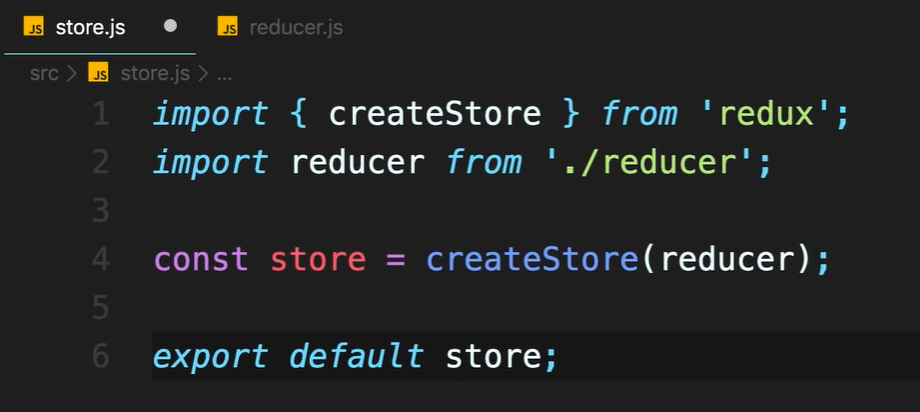 JS store.js JS reducer.js
src > JS store.js > ...
1 import { createStore } from 'redux';
2 import reducer from './reducer';
3
4 const store = createStore(reducer);
5
6 export default store;